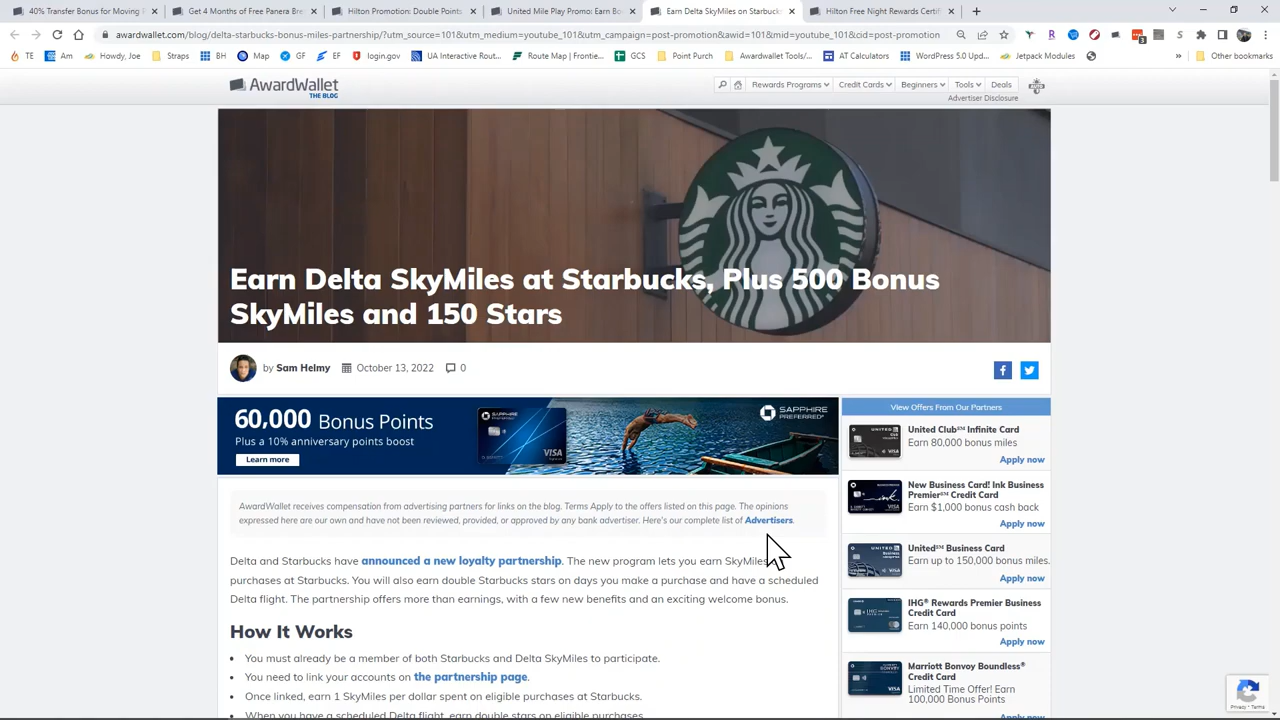 40% Transfer Bonus for Moving
Get 4 Months of Free Panera Bre
Hilton Promotion: Double Points
United Mile Play Promo: Earn Bo
Earn Delta SkyMiles on Starbuck
Hilton Free Night Rewards Certif
awardwallet.com/blog/delta-starbucks-bonus-miles-partnership/?utm_source=101&utm_medium=youtube_101&utm_campaign=post-promotion&awid=101&mid=youtube_101&cid=post-promotion
TE
Am
Howdy
Straps
BH
Map
GF
EF
login.gov
UA Interactive Rout...
Route Map | Frontie...
GCS
Point Purch
Awardwallet Tools/...
AT Calculators
WordPress 5.0 Upd...
Jetpack Modules
»
Other bookmarks
AwardWallet
THE BLOG
Rewards Programs
Credit Cards
Beginners
Tools
Deals
Advertiser Disclosure
Earn Delta SkyMiles at Starbucks, Plus 500 Bonus
SkyMiles and 150 Stars
by Sam Helmy October 13, 2022 0
60,000 Bonus Points
Plus a 10% anniversary points boost
Learn more
SAPPHIRE
PREFERRED
VISA
View Offers From Our Partners
United Club℠ Infinite Card
Earn 80,000 bonus miles
Apply now
New Business Card! Ink Business
Premier℠ Credit Card
Earn $1,000 bonus cash back
Apply now
United℠ Business Card
Earn up to 150,000 bonus miles.
Apply now
IHG® Rewards Premier Business
Credit Card
Earn 140,000 bonus points
Apply now
Marriott Bonvoy Boundless®
Credit Card
Limited Time Offer! Earn
100,000 Bonus Points
Apply now
AwardWallet receives compensation from advertising partners for links on the blog. Terms Apply to the offers listed on this page. The opinions
expressed here are our own and have not been reviewed, provided, or approved by any bank advertiser. Here's our complete list of Advertisers.
Delta and Starbucks have announced a new loyalty partnership. The new program lets you earn SkyMiles
purchases at Starbucks. You will also earn double Starbucks stars on days you make a purchase and have a scheduled
Delta flight. The partnership offers more than earnings, with a few new benefits and an exciting welcome bonus.
How It Works
• You must already be a member of both Starbucks and Delta SkyMiles to participate.
• You need to link your accounts on the partnership page.
• Once linked, earn 1 SkyMiles per dollar spent on eligible purchases at Starbucks.
• When you have a scheduled Delta flight, earn double stars on eligible purchases
Privacy - Terms